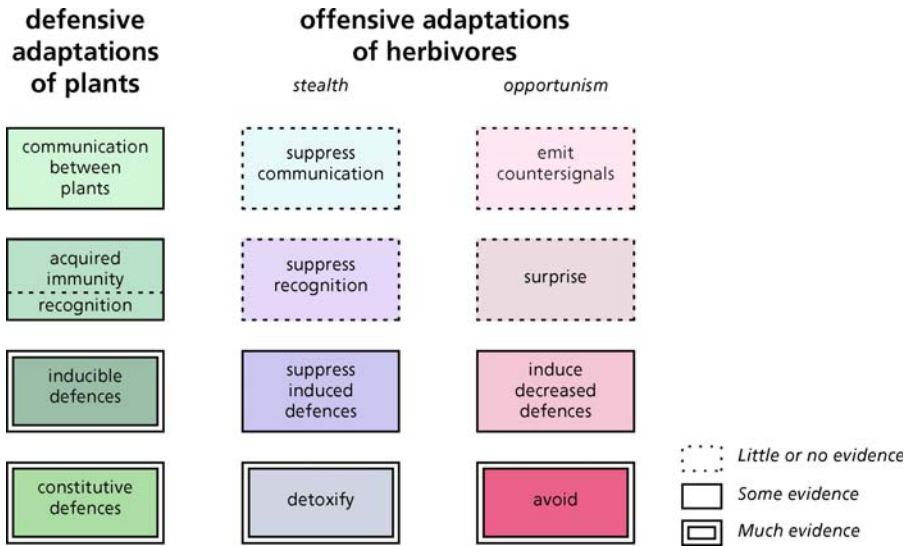 defensive
adaptations
of plants
offensive adaptations
of herbivores
stealth
opportunism
communication
between
plants
suppress
communication
emit
countersignals
acquired
immunity
recognition
suppress
recognition
surprise
inducible
defences
suppress
induced
defences
induce
decreased
defences
constitutive
defences
detoxify
avoid
Little or no evidence
Some evidence
Much evidence